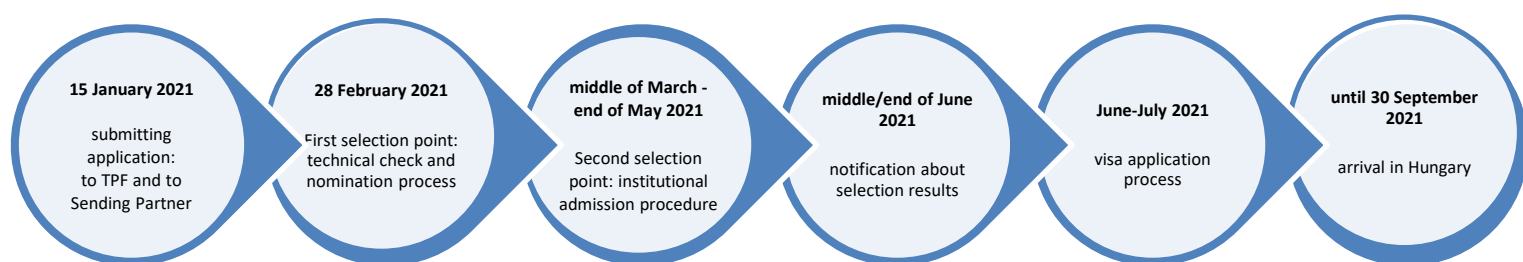 15 January 2021
submitting
application:
to TPF and to
Sending Partner
28 February 2021
First selection point:
technical check and
nomination process
middle of March -
end of May 2021
Second selection
point: institutional
admission procedure
middle/end of June
2021
notification about
selection results
June-July 2021
visa application
process
until 30 September
2021
arrival in Hungary